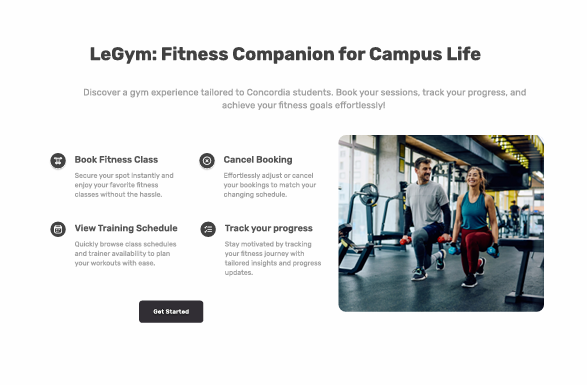 LeGym: Fitness Companion for Campus Life
Discover a gym experience tailored to Concordia students. Book your sessions, track your progress, and
achieve your fitness goals effortlessly!
Book Fitness Class
Secure your spot instantly and
enjoy your favorite fitness
classes without the hassle.
Cancel Booking
Effortlessly adjust or cancel
your bookings to match your
changing schedule.
View Training Schedule
Quickly browse class schedules
and trainer availability to plan
your workouts with ease.
Track your progress
Stay motivated by tracking
your fitness journey with
tailored insights and progress
updates.
Get Started